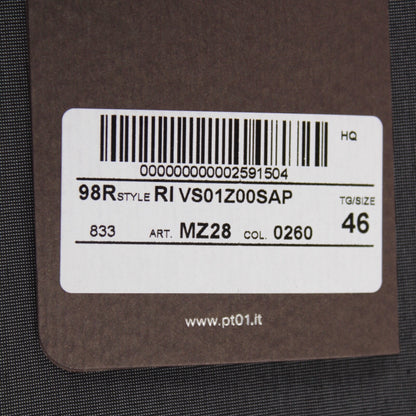 HQ
000000000002591504
98R STYLE RI VS01Z00SAP
TG/SIZE
833 ART. MZ28 COL. 0260 46
www.pt01.it